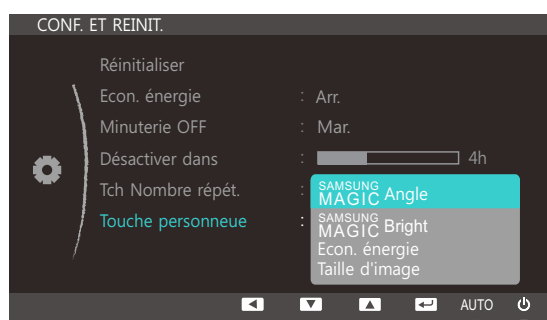 CONF. ET REINIT.
Réinitialiser
Econ. énergie : Arr.
Minuterie OFF : Mar.
Désactiver dans : 4h
Tch Nombre répét. :
Touche personneue :
SAMSUNG
MAGIC Angle
SAMSUNG
MAGIC Bright
Econ. énergie
Taille d'image
AUTO